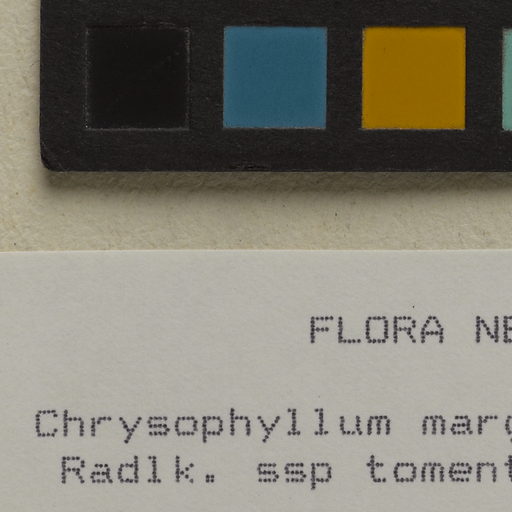 FLORA NE
Chrysophyllum marg
Radlk. ssp toment